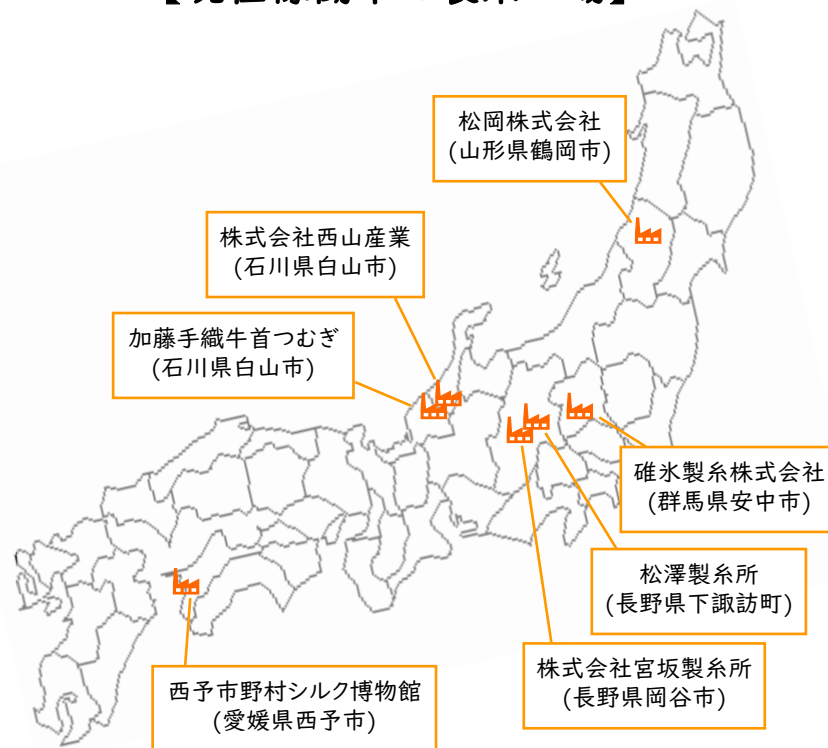 松岡株式会社
(山形県鶴岡市)
株式会社西山産業
(石川県白山市)
加藤手織牛首つむぎ
(石川県白山市)
碓氷製糸株式会社
(群馬県安中市)
松澤製糸所
(長野県下諏訪町)
株式会社宮坂製糸所
(長野県岡谷市)
西予市野村シルク博物館
(愛媛県西予市)